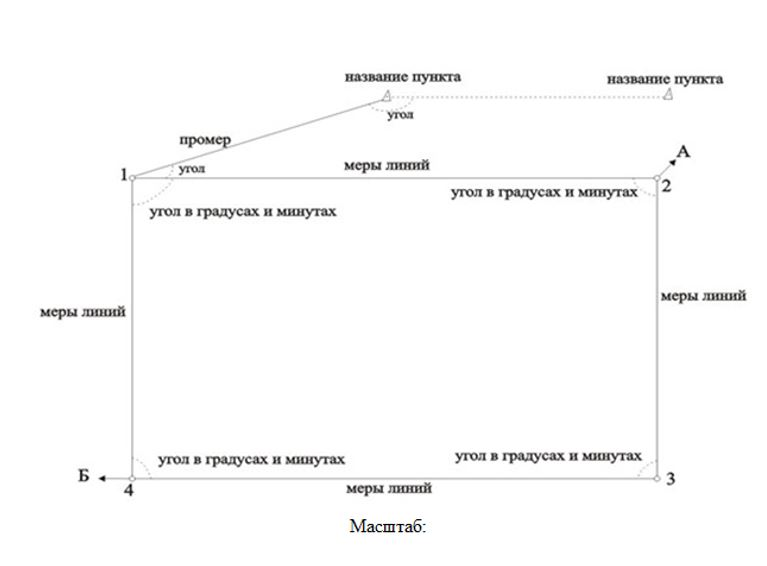 название пункта
название пункта
угол
промер
А
меры линий
угол
1
2
угол в градусах и минутах
угол в градусах и минутах
меры линий
меры линий
угол в градусах и минутах
угол в градусах и минутах
Б
3
4
меры линий
Масштаб: